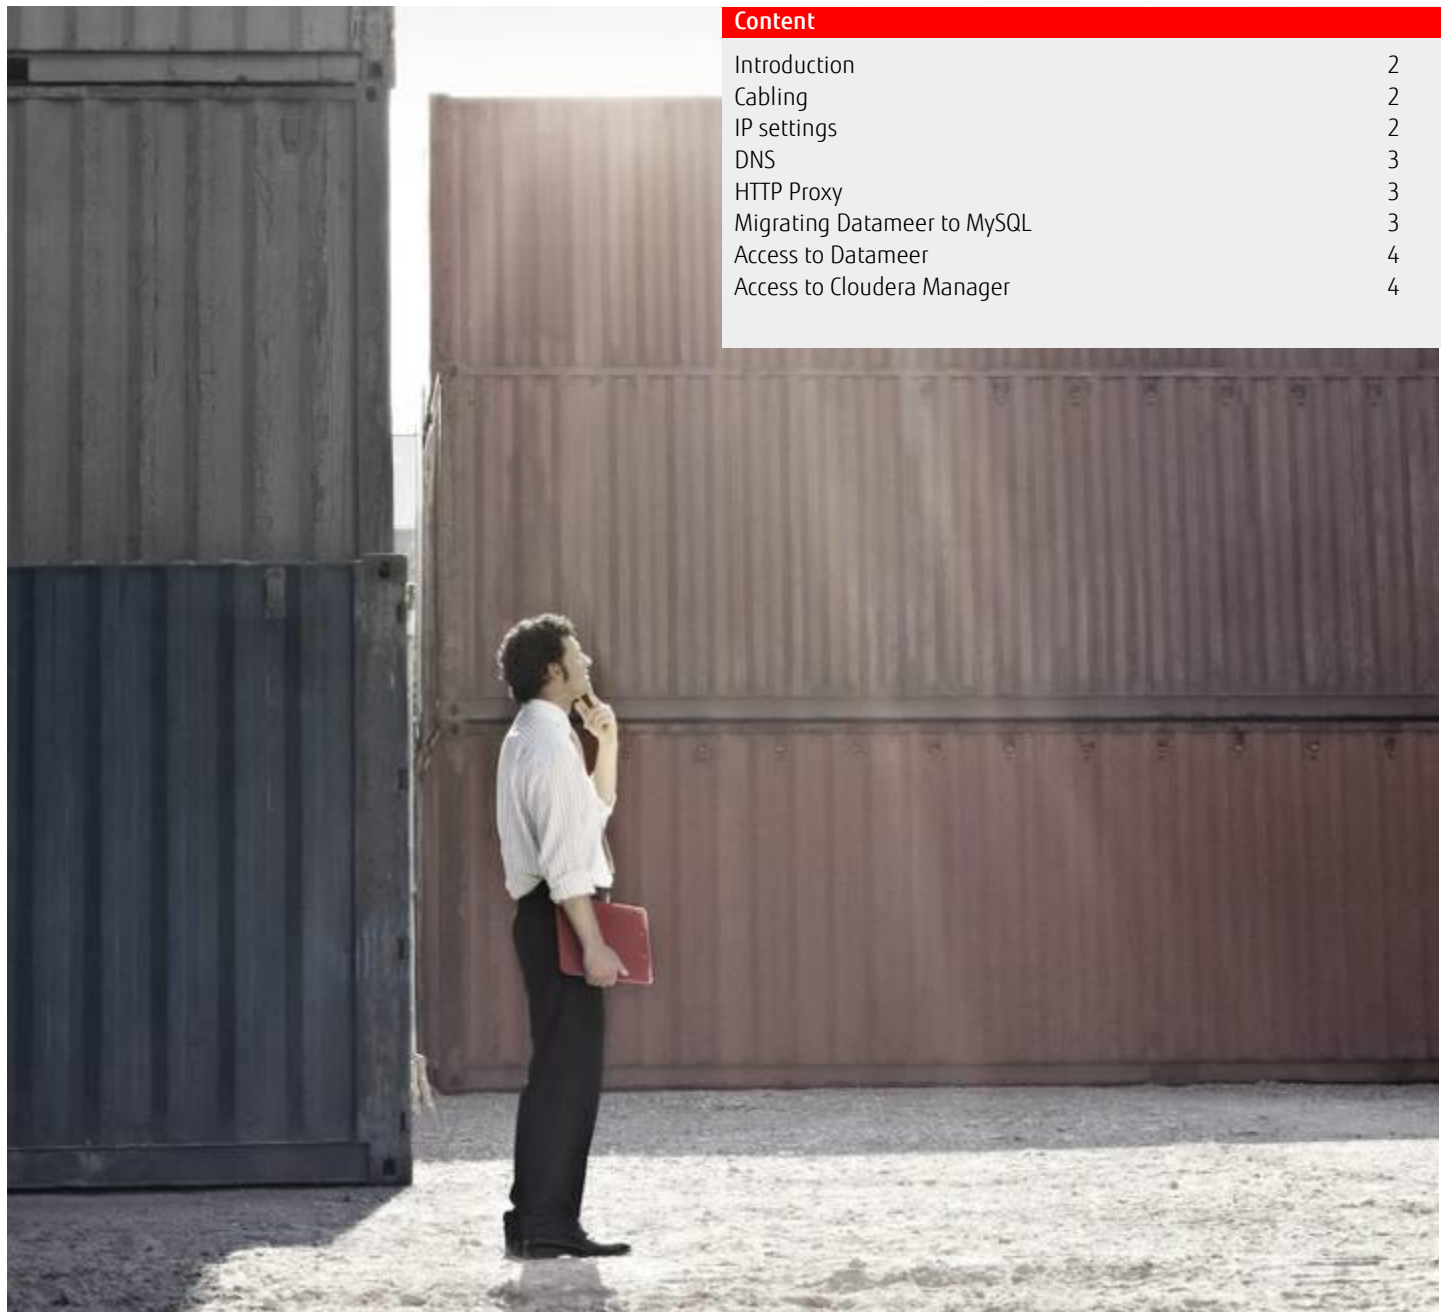 Content
Introduction 2
Cabling 2
IP settings 2
DNS 3
HTTP Proxy 3
Migrating Datameer to MySQL 3
Access to Datameer 4
Access to Cloudera Manager 4